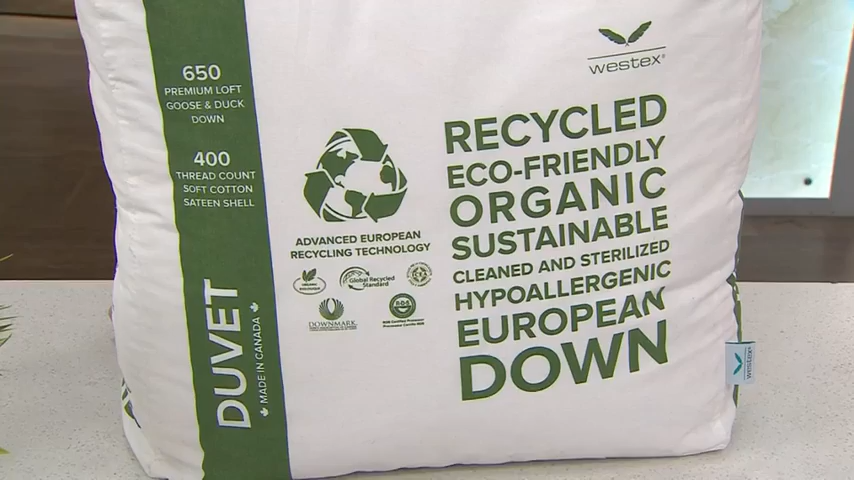 650
PREMIUM LOFT
GOOSE & DUCK
DOWN
400
THREAD COUNT
SOFT COTTON
SATEEN SHELL
DUVET
MADE IN CANADA
ADVANCED EUROPEAN
RECYCLING TECHNOLOGY
Global Recycled
Standard
DOWNMARK
westex®
RECYCLED
ECO-FRIENDLY
ORGANIC
SUSTAINABLE
CLEANED AND STERILIZED
HYPOALLERGENIC
EUROPEAN
DOWN
westex